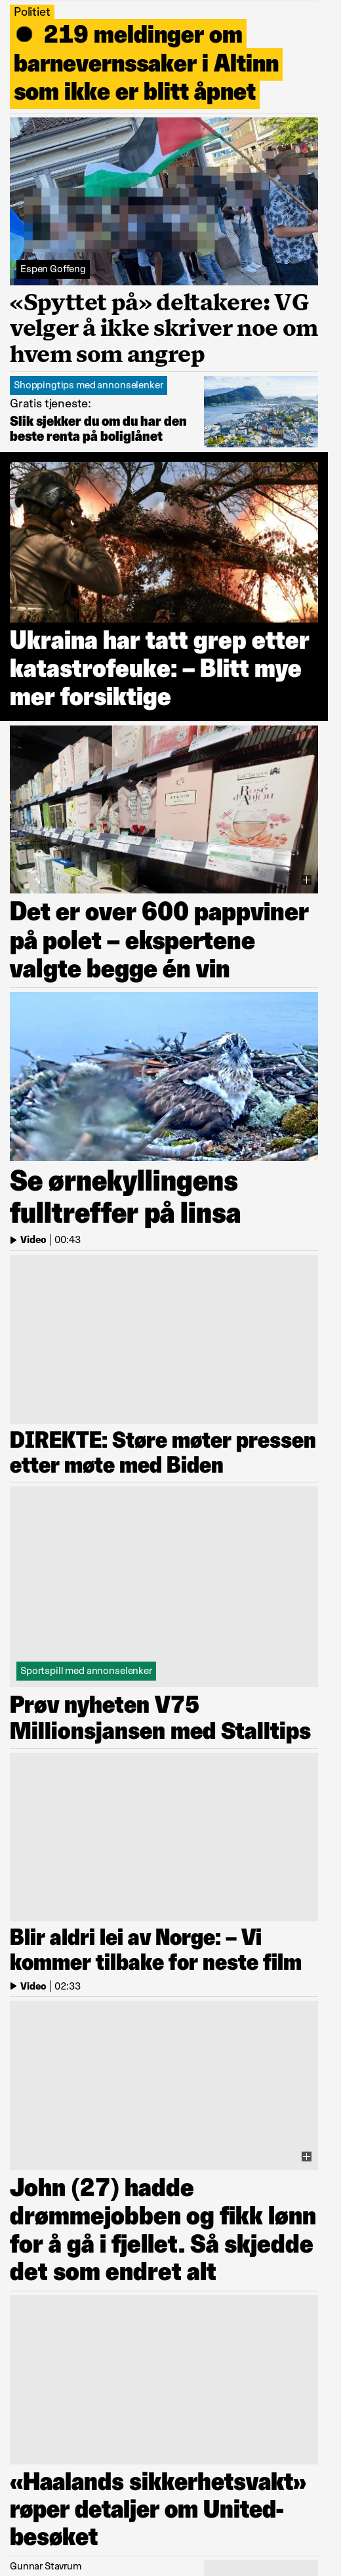 Politiet
219 meldinger om
barnevernssaker i Altinn
som ikke er blitt åpnet
Espen Goffeng
«Spyttet på» deltakere: VG
velger å ikke skriver noe om
hvem som angrep
Shoppingtips med annonselenker
Gratis tjeneste:
Slik sjekker du om du har den
beste renta på boliglånet
Ukraina har tatt grep etter
katastrofeuke: – Blitt mye
mer forsiktige
Rosé
d'Anjou
Det er over 600 pappviner
på polet – ekspertene
valgte begge én vin
Se ørnekyllingens
fulltreffer på linsa
Video | 00:43
DIREKTE: Støre møter pressen
etter møte med Biden
Sportspill med annonselenker
Prøv nyheten V75
Millionsjansen med Stalltips
Blir aldri lei av Norge: – Vi
kommer tilbake for neste film
Video | 02:33
John (27) hadde
drømmejobben og fikk lønn
for å gå i fjellet. Så skjedde
det som endret alt
«Haalands sikkerhetsvakt»
røper detaljer om United-
besøket
Gunnar Stavrum